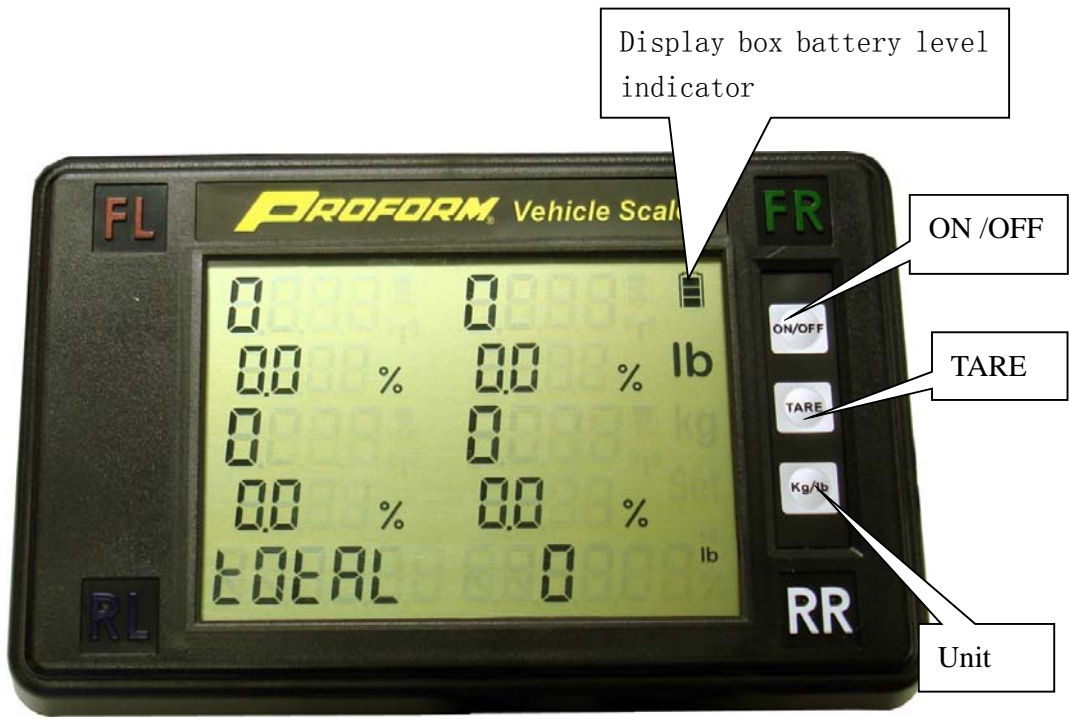 Display box battery level
indicator
FL
PROFORM® Vehicle Scale
FR
ON /OFF
0 0
ON/OFF
0.0 % 0.0 % lb
TARE
TARE
0 0 kg
Kg/lb
0.0 % 0.0 % Set
tOtAL 0 lb
RL
RR
Unit